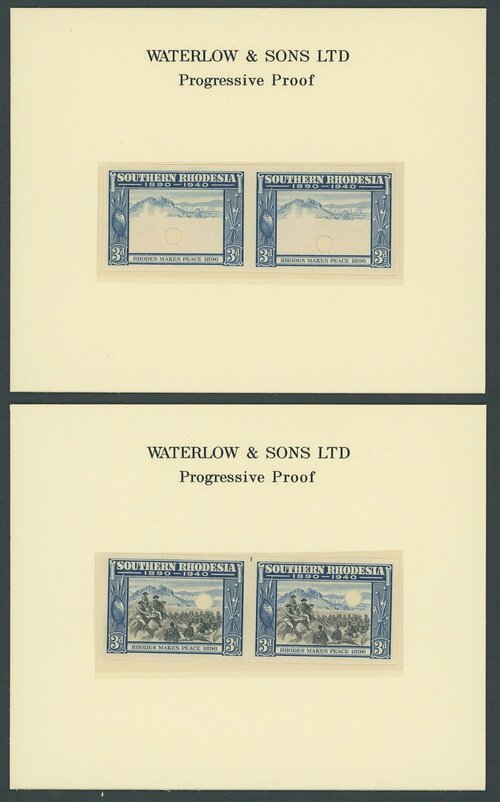 WATERLOW & SONS LTD
Progressive Proof
SOUTHERN RHODESIA SOUTHERN RHODESIA
1890–1940 1890–1940
3d 3d 3d 3d
RHODES MAKES PEACE 1896 RHODES MAKES PEACE 1896
WATERLOW & SONS LTD
Progressive Proof
SOUTHERN RHODESIA SOUTHERN RHODESIA
1890–1940 1890–1940
3d 3d 3d 3d
RHODES MAKES PEACE 1896 RHODES MAKES PEACE 1896